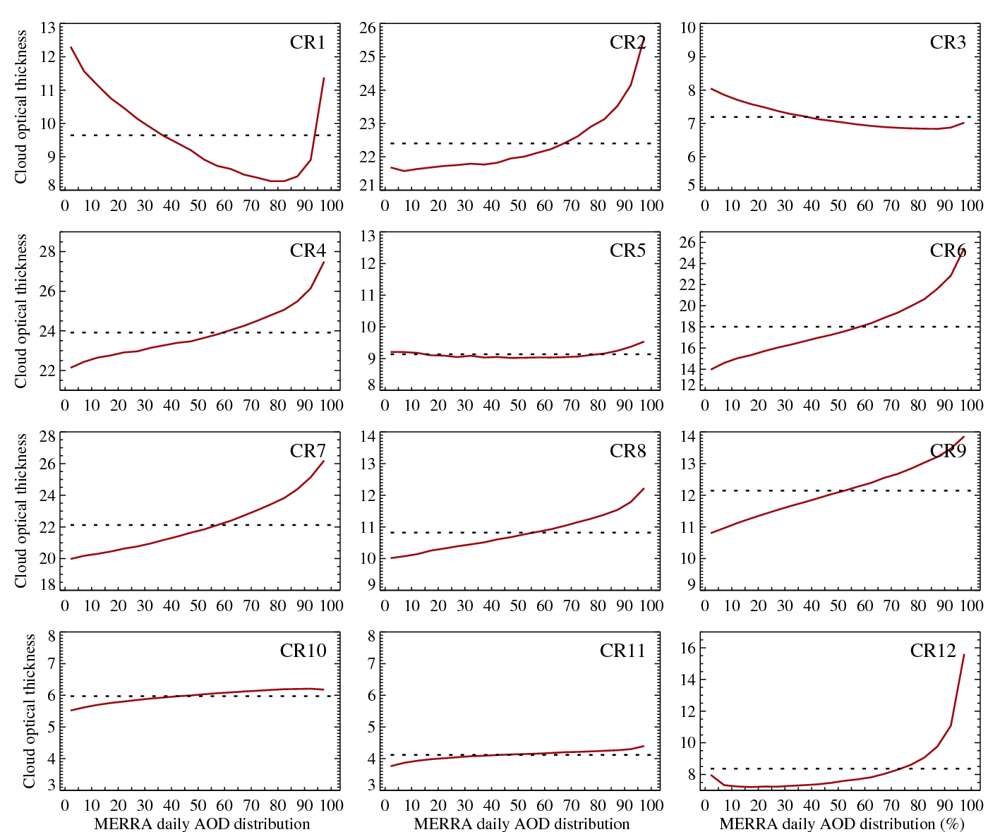 Cloud optical thickness
13
12
11
10
9
8
CR1
0 10 20 30 40 50 60 70 80 90 100
26
25
24
23
22
21
CR2
0 10 20 30 40 50 60 70 80 90 100
10
9
8
7
6
5
CR3
0 10 20 30 40 50 60 70 80 90 100
Cloud optical thickness
28
26
24
22
CR4
0 10 20 30 40 50 60 70 80 90 100
13
12
11
10
9
8
CR5
0 10 20 30 40 50 60 70 80 90 100
26
24
22
20
18
16
14
12
CR6
0 10 20 30 40 50 60 70 80 90 100
Cloud optical thickness
28
26
24
22
20
18
CR7
0 10 20 30 40 50 60 70 80 90 100
14
13
12
11
10
9
CR8
0 10 20 30 40 50 60 70 80 90 100
14
13
12
11
10
9
CR9
0 10 20 30 40 50 60 70 80 90 100
Cloud optical thickness
8
7
6
5
4
3
CR10
0 10 20 30 40 50 60 70 80 90 100
MERRA daily AOD distribution
8
7
6
5
4
3
CR11
0 10 20 30 40 50 60 70 80 90 100
MERRA daily AOD distribution
16
14
12
10
8
CR12
0 10 20 30 40 50 60 70 80 90 100
MERRA daily AOD distribution (%)